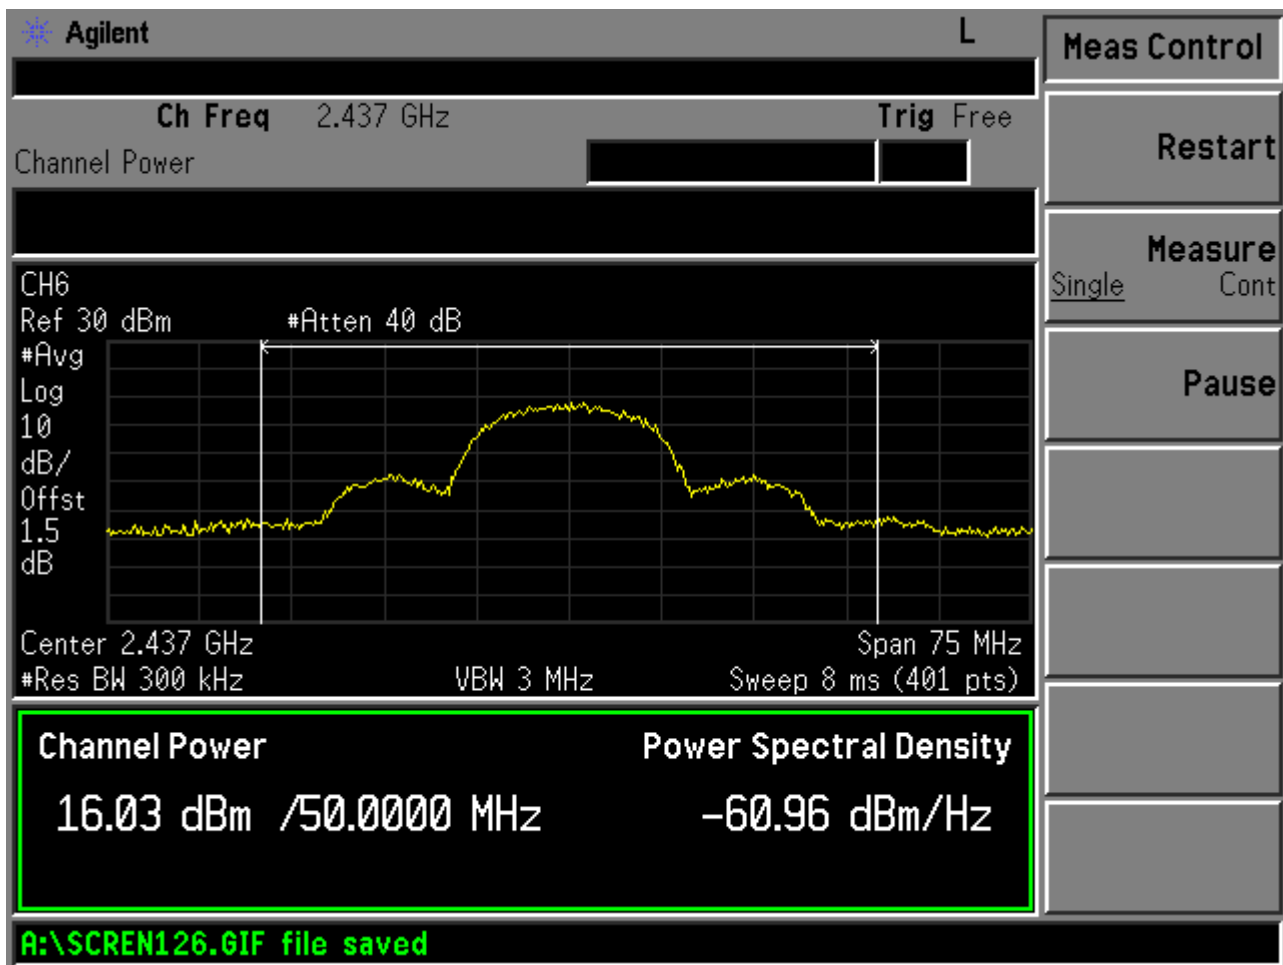 Agilent
L
Ch Freq 2.437 GHz Trig Free
Channel Power
CH6
Ref 30 dBm #Atten 40 dB
#Avg
Log
10
dB/
Offst
1.5
dB
Center 2.437 GHz Span 75 MHz
#Res BW 300 kHz VBW 3 MHz Sweep 8 ms (401 pts)
Channel Power Power Spectral Density
16.03 dBm /50.0000 MHz -60.96 dBm/Hz
A:\SCREN126.GIF file saved
Meas Control
Restart
Measure
Single Cont
Pause